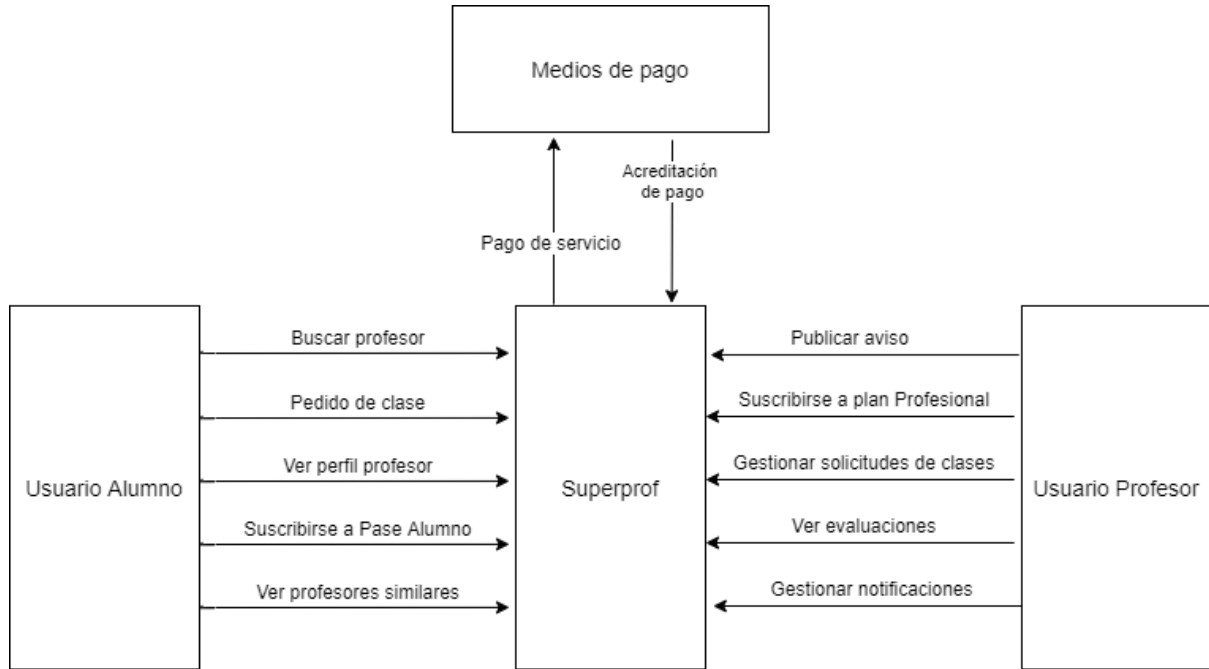 Medios de pago
Acreditación
de pago
Pago de servicio
Buscar profesor
Publicar aviso
Pedido de clase
Suscribirse a plan Profesional
Ver perfil profesor
Gestionar solicitudes de clases
Usuario Alumno
Superprof
Usuario Profesor
Suscribirse a Pase Alumno
Ver evaluaciones
Ver profesores similares
Gestionar notificaciones